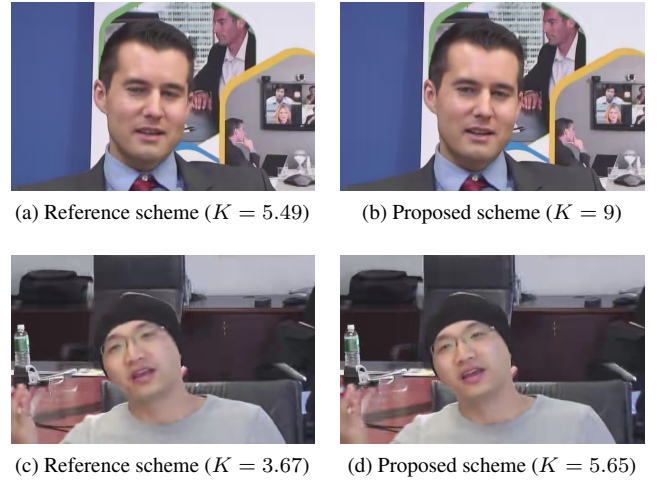 (a) Reference scheme (K = 5.49)
(b) Proposed scheme (K = 9)
(c) Reference scheme (K = 3.67)
(d) Proposed scheme (K = 5.65)